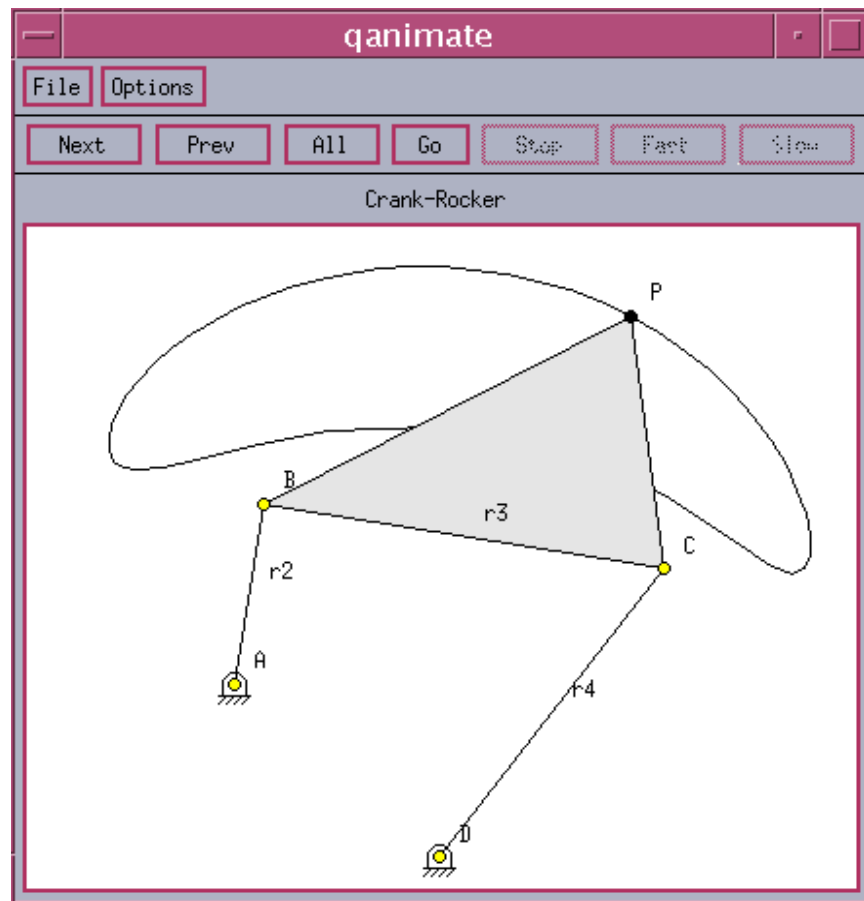 qanimate
File Options
Next Prev All Go Stop Fast Slow
Crank-Rocker
P
B
r3
C
r2
A
r4
D